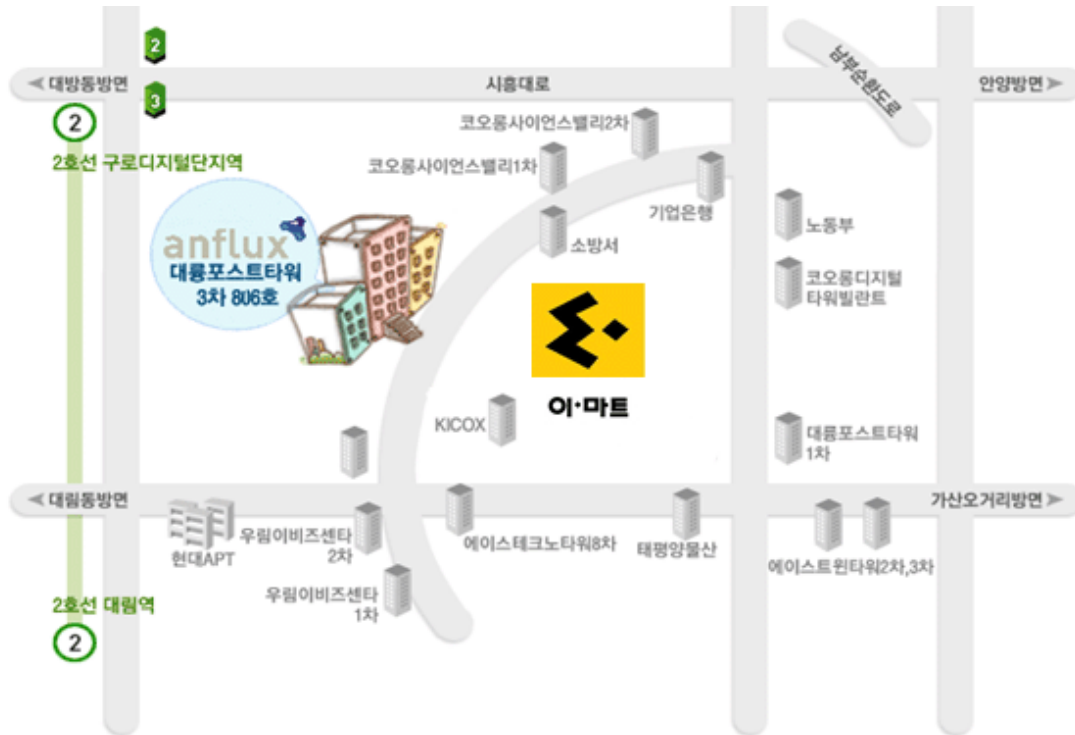 2
3
대방동방면
시흥대로
남부순환도로
안양방면
2
2호선 구로디지털단지역
코오롱사이언스밸리2차
코오롱사이언스밸리1차
기업은행
노동부
소방서
anflux
대륭포스트타워
3차 806호
코오롱디지털
타워빌란트
이·마트
KICOX
대륭포스트타워
1차
대림동방면
가산오거리방면
현대APT
우림이비즈센타
2차
에이스테크노타워8차
태평양물산
에이스트윈타워2차,3차
우림이비즈센타
1차
2호선 대림역
2